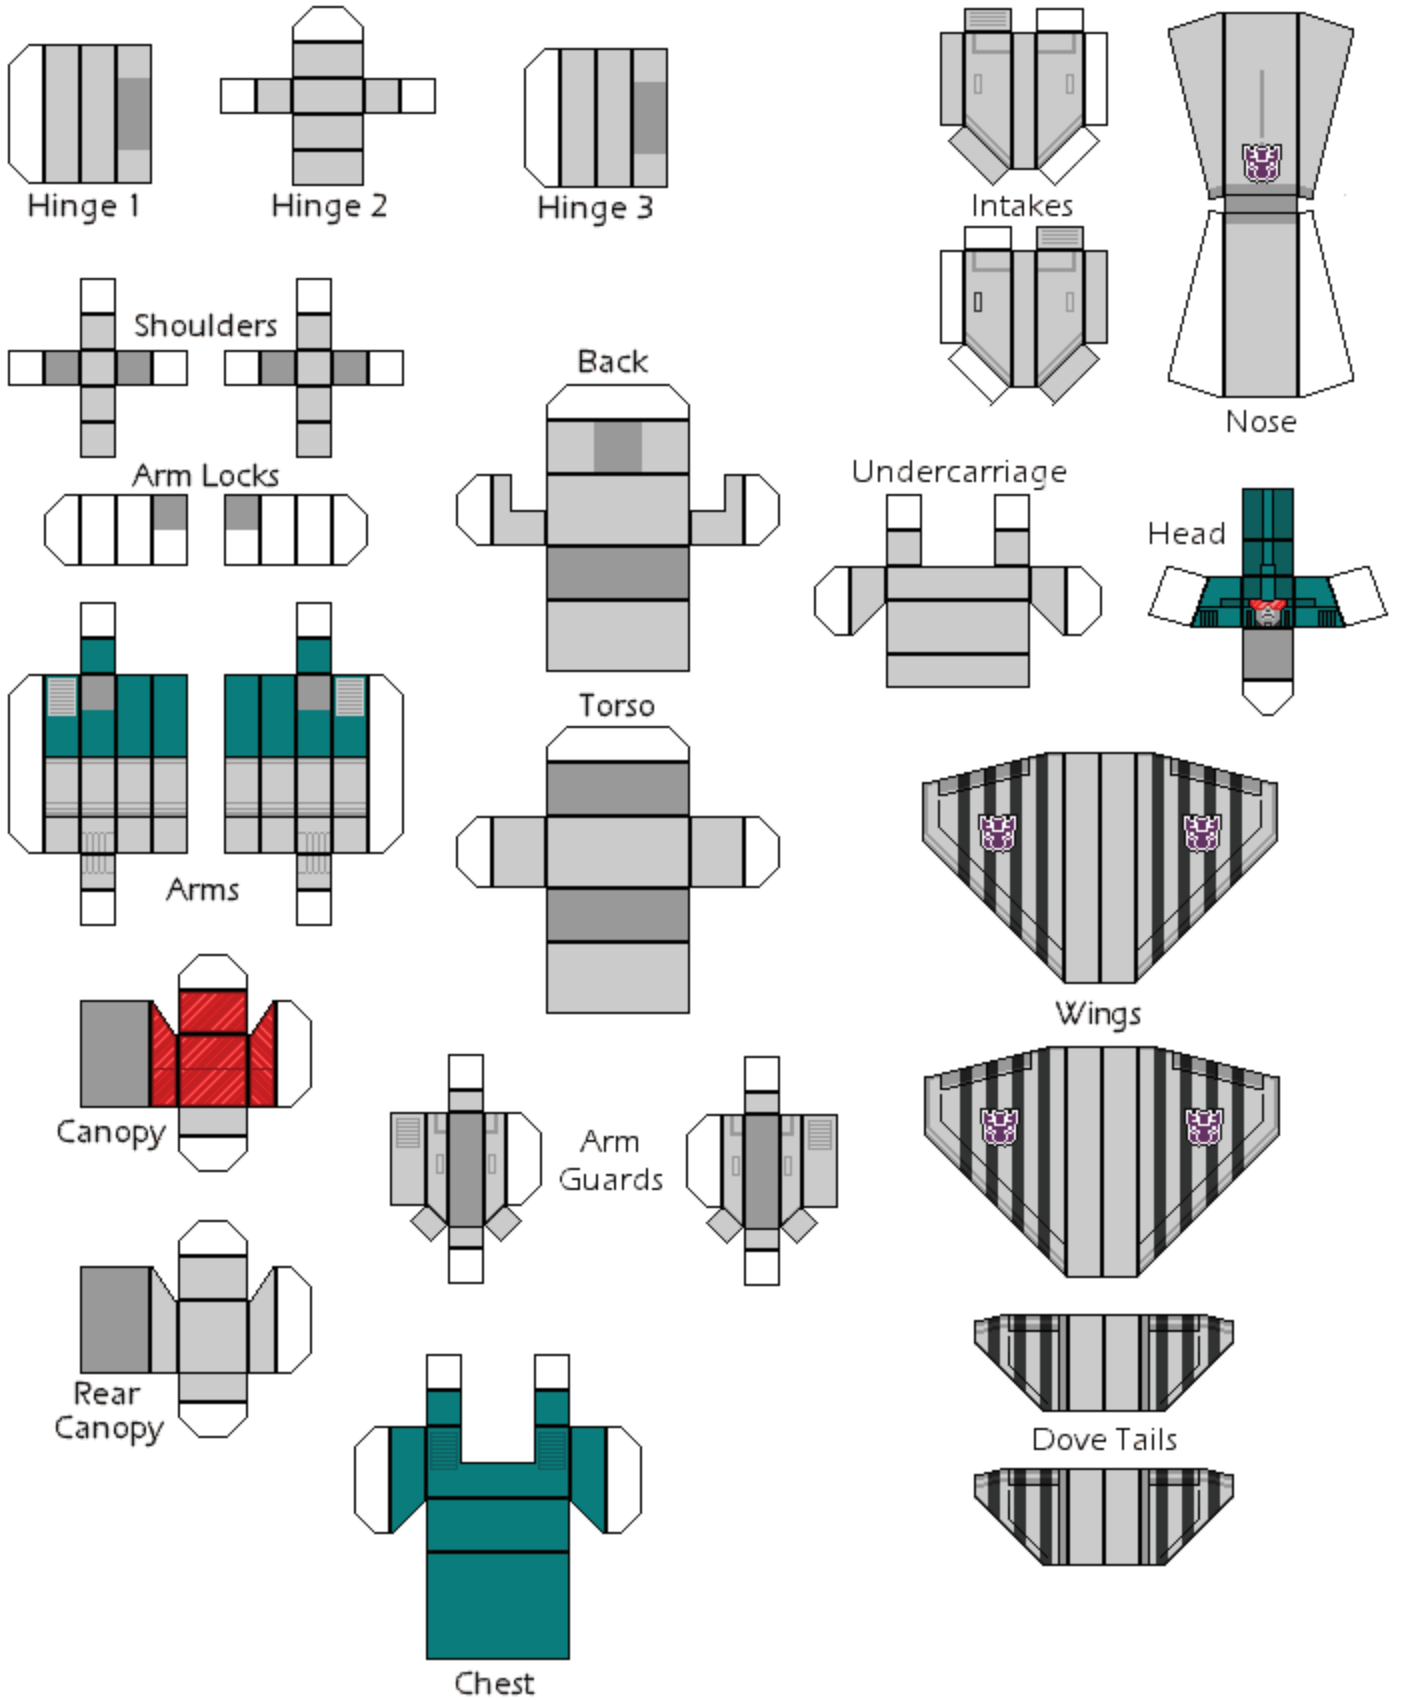 Hinge 1
Hinge 2
Hinge 3
Intakes
Shoulders
Back
Nose
Arm Locks
Undercarriage
Head
Torso
Arms
Wings
Canopy
Arm
Guards
Rear
Canopy
Dove Tails
Chest